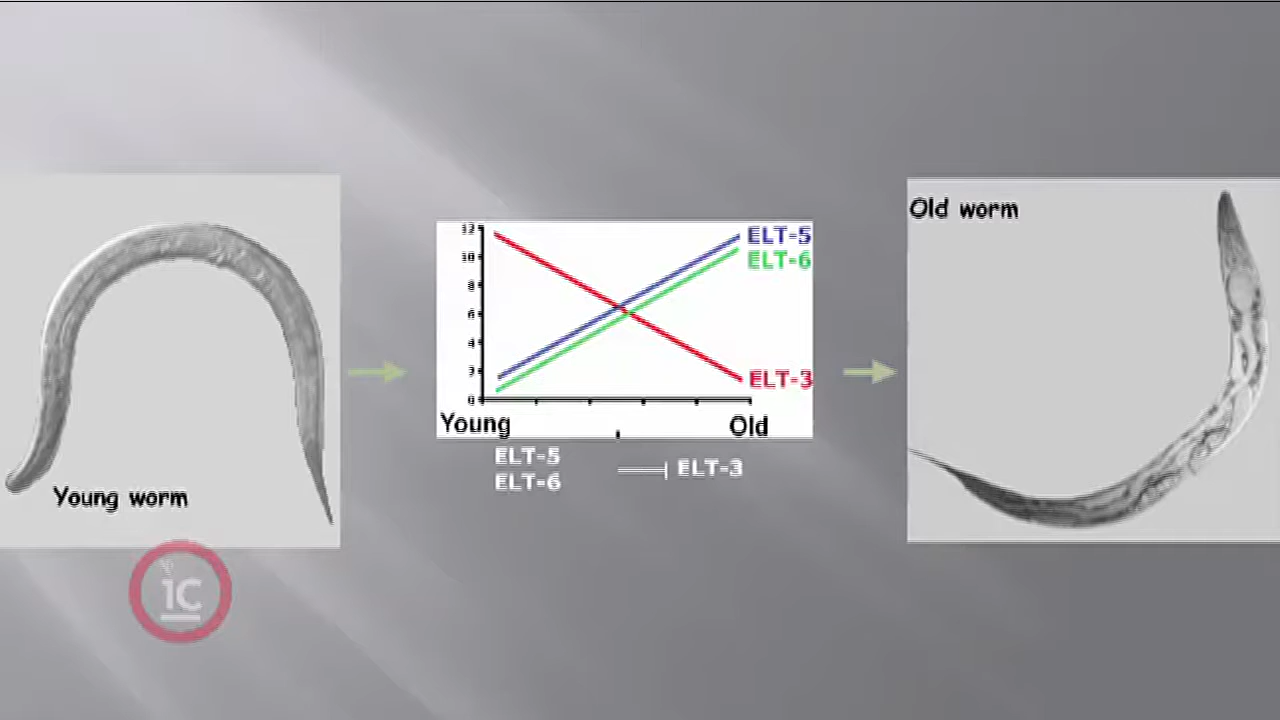 Young worm
12
10
8
6
4
2
0
ELT-5
ELT-6
ELT-3
Young
Old
ELT-5
ELT-6
ELT-3
Old worm
1C